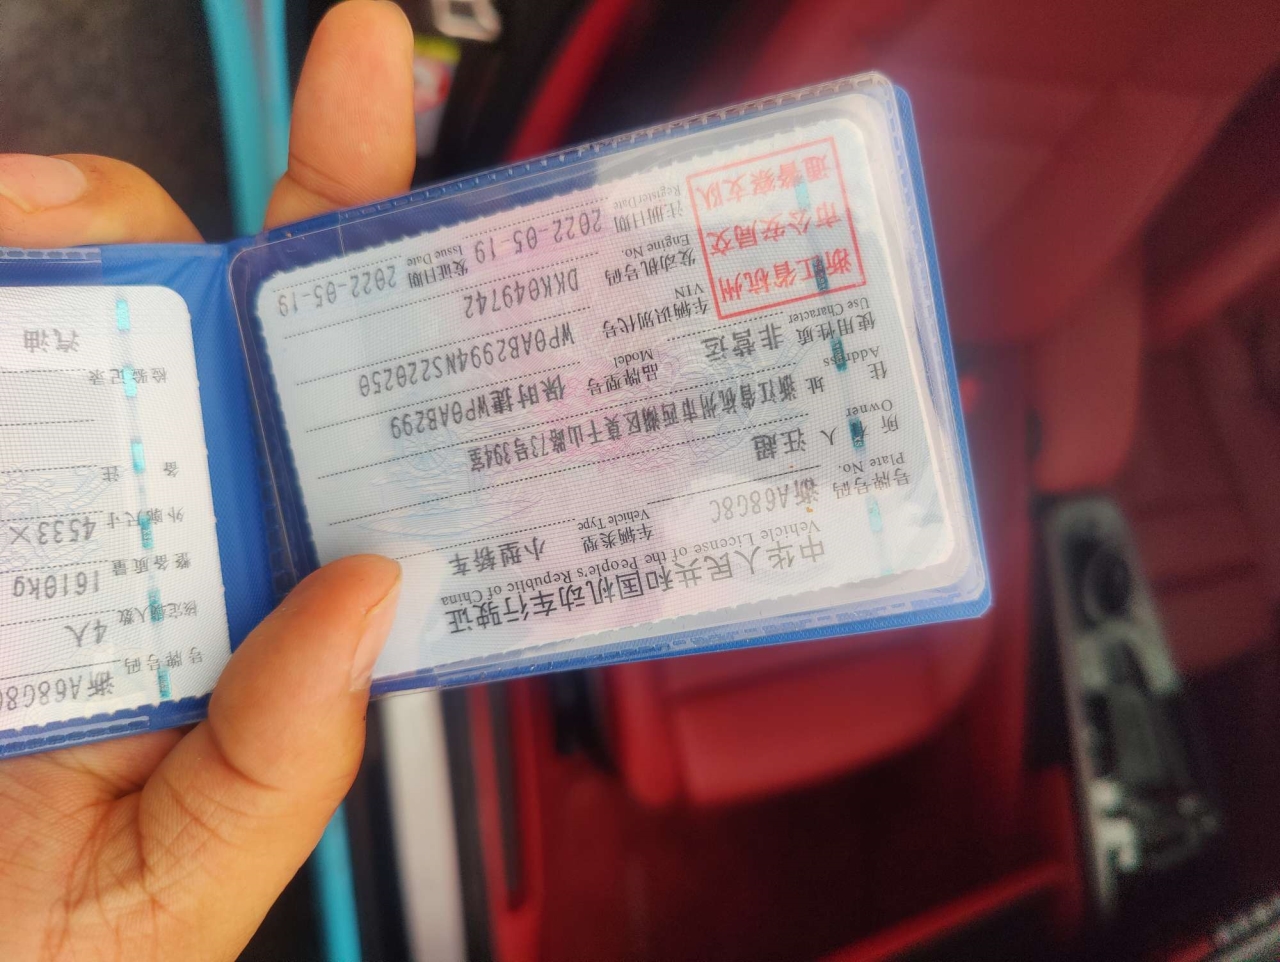 中华人民共和国机动车行驶证
Vehicle License of the People's Republic of China
号牌号码 浙A68G8C 车辆类型 小型轿车
Plate No. Vehicle Type
所有人 汪超
Owner
住址 浙江省杭州市西湖区莫干山路73号394室
Address
使用性质 非营运 品牌型号 保时捷WP0AB299
Use Character Model
浙江省杭州
市公安局交
通警察支队
车辆识别代号 WP0AB2994NS220250
VIN
发动机号码 DKK049742
Engine No.
注册日期 2022-05-19 发证日期 2022-05-19
Register Date Issue Date
号牌号码 浙A68G8C
核定载人数 4人
整备质量 1610kg
外廓尺寸 4533×
备注
检验记录
汽油